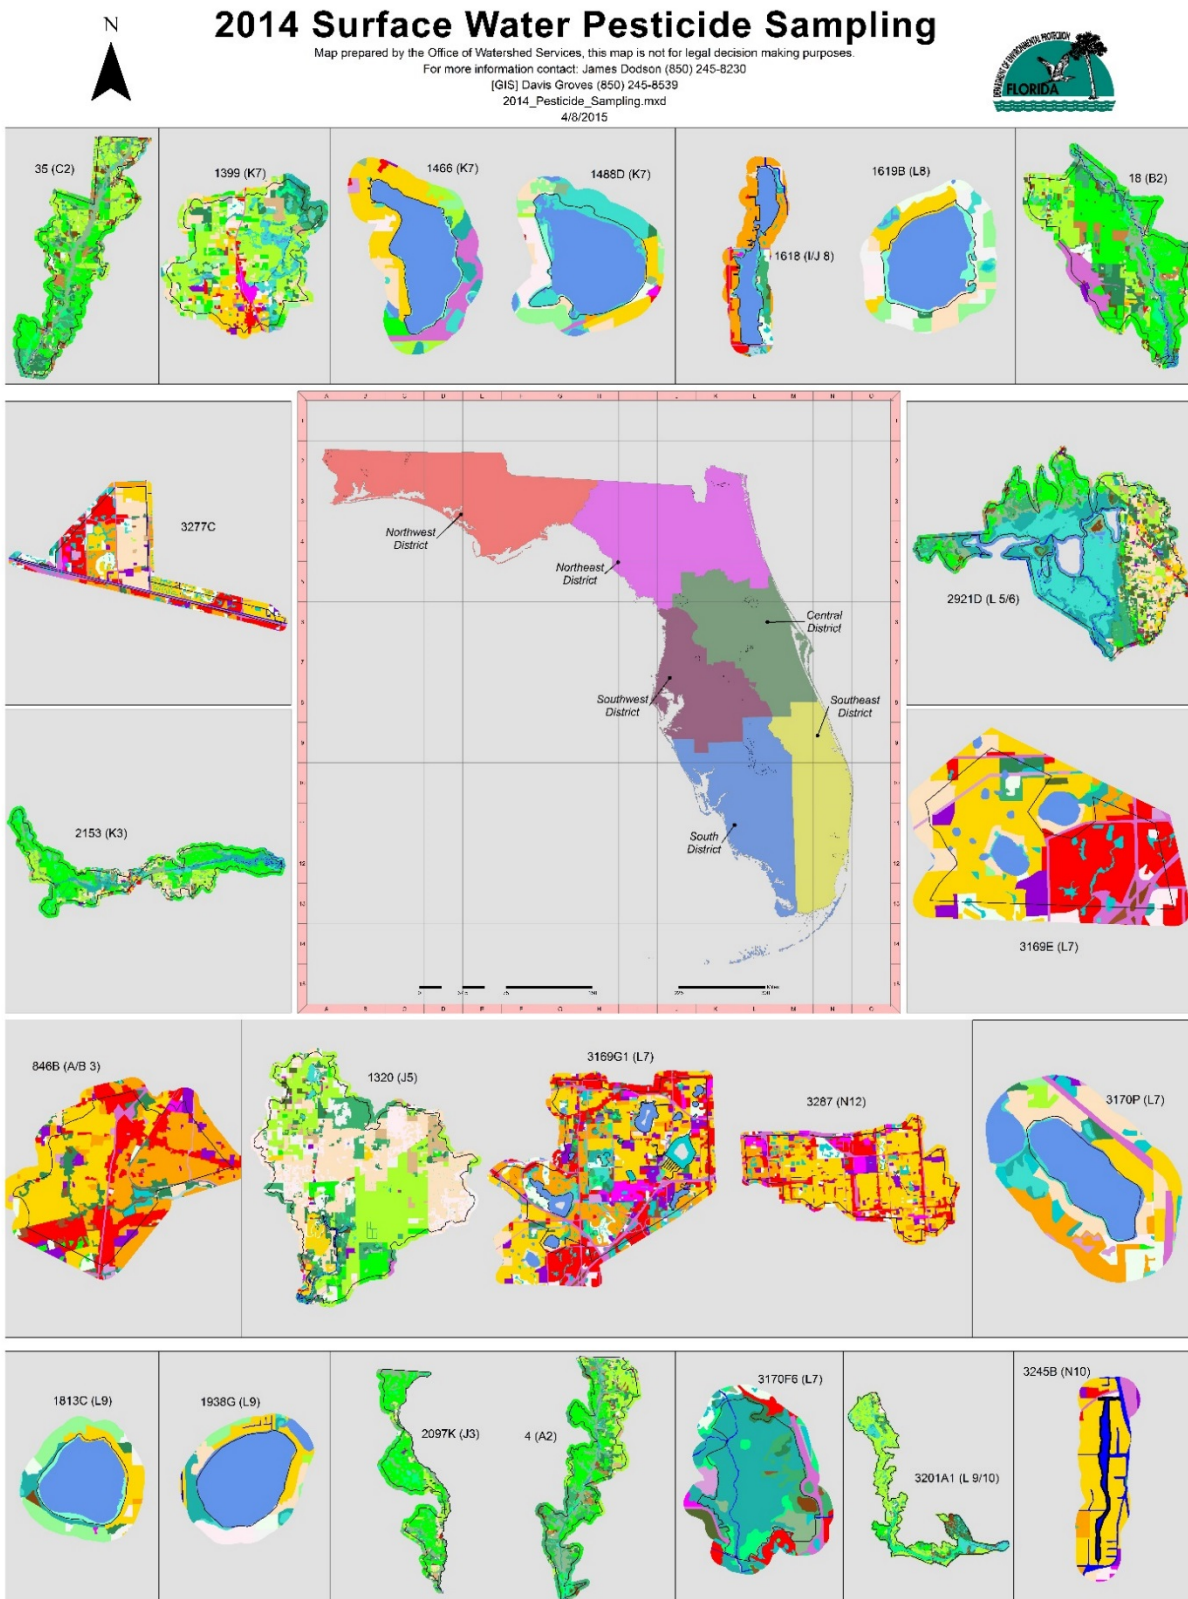 N
2014 Surface Water Pesticide Sampling
Map prepared by the Office of Watershed Services, this map is not for legal decision making purposes.
For more information contact: James Dodson (850) 245-8230
[GIS] Davis Groves (850) 245-8539
2014_Pesticide_Sampling.mxd
4/8/2015
DEPARTMENT OF ENVIRONMENTAL PROTECTION
FLORIDA
35 (C2)
1399 (K7)
1466 (K7)
1488D (K7)
1618 (I/J 8)
1619B (L8)
18 (B2)
3277C
2153 (K3)
Northwest
District
Northeast
District
Central
District
Southwest
District
Southeast
District
South
District
2921D (L 5/6)
3169E (L7)
846B (A/B 3)
1320 (J5)
3169G1 (L7)
3287 (N12)
3170P (L7)
1813C (L9)
1938G (L9)
2097K (J3)
4 (A2)
3170F6 (L7)
3201A1 (L 9/10)
3245B (N10)